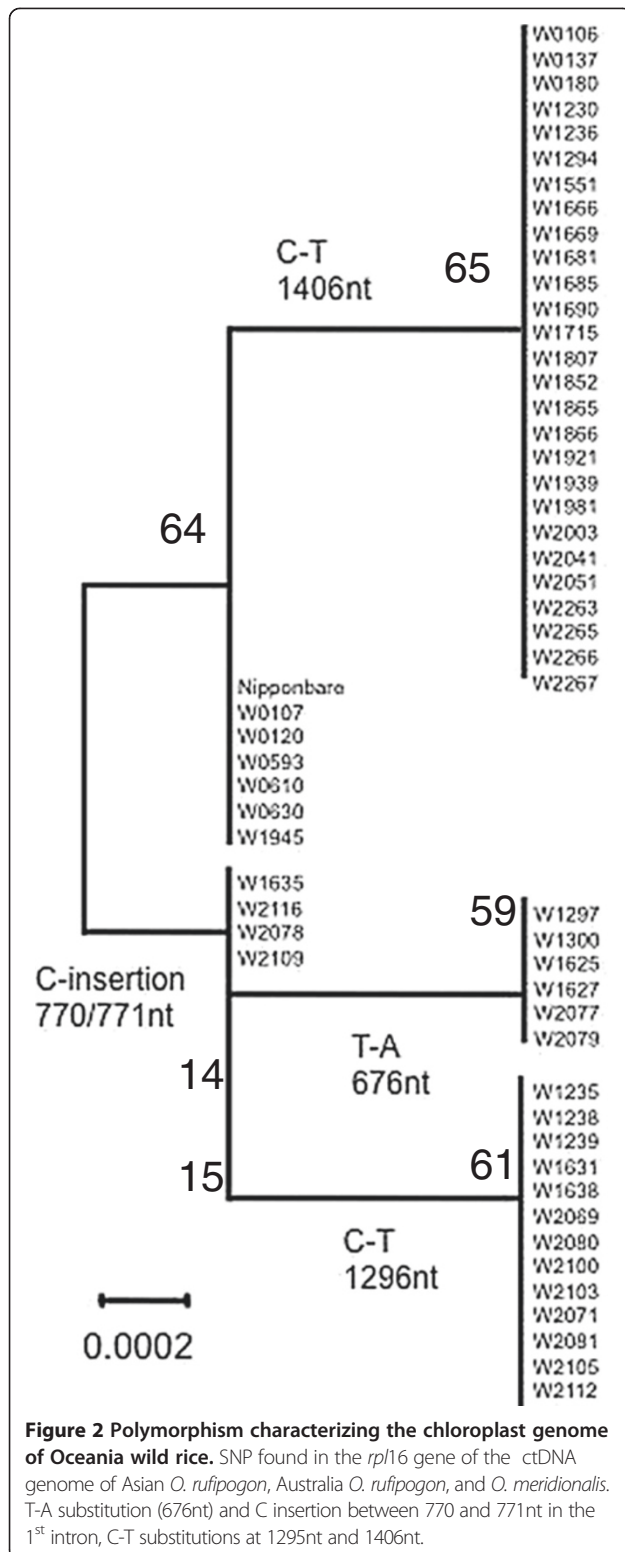 W0106
W0137
W0180
W1230
W1236
W1294
W1551
W1666
W1669
W1681
W1685
W1690
W1715
W1807
W1852
W1865
W1866
W1921
W1939
W1981
W2003
W2041
W2051
W2263
W2265
W2266
W2267
C-T
1406nt
65
64
Nipponbare
W0107
W0120
W0593
W0610
W0630
W1945
W1635
W2116
W2078
W2109
C-insertion
770/771nt
59
W1297
W1300
W1625
W1627
W2077
W2079
T-A
676nt
14
15
61
W1235
W1238
W1239
W1631
W1638
W2069
W2080
W2100
W2103
W2071
W2081
W2105
W2112
C-T
1296nt
0.0002
Figure 2 Polymorphism characterizing the chloroplast genome
of Oceania wild rice. SNP found in the rpl16 gene of the ctDNA
genome of Asian O. rufipogon, Australia O. rufipogon, and O. meridionalis.
T-A substitution (676nt) and C insertion between 770 and 771nt in the
1st intron, C-T substitutions at 1295nt and 1406nt.